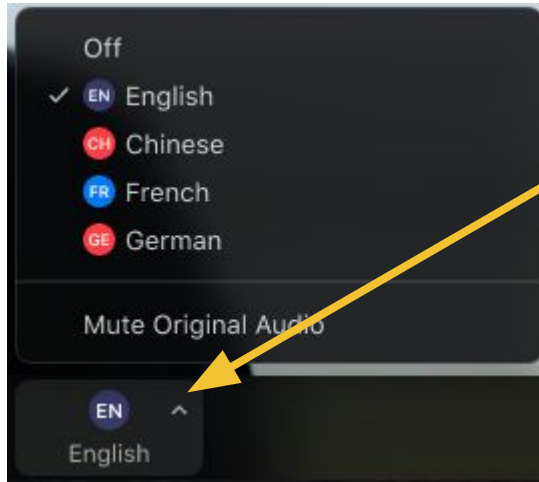 Off
EN English
CH Chinese
FR French
GE German
Mute Original Audio
EN
English